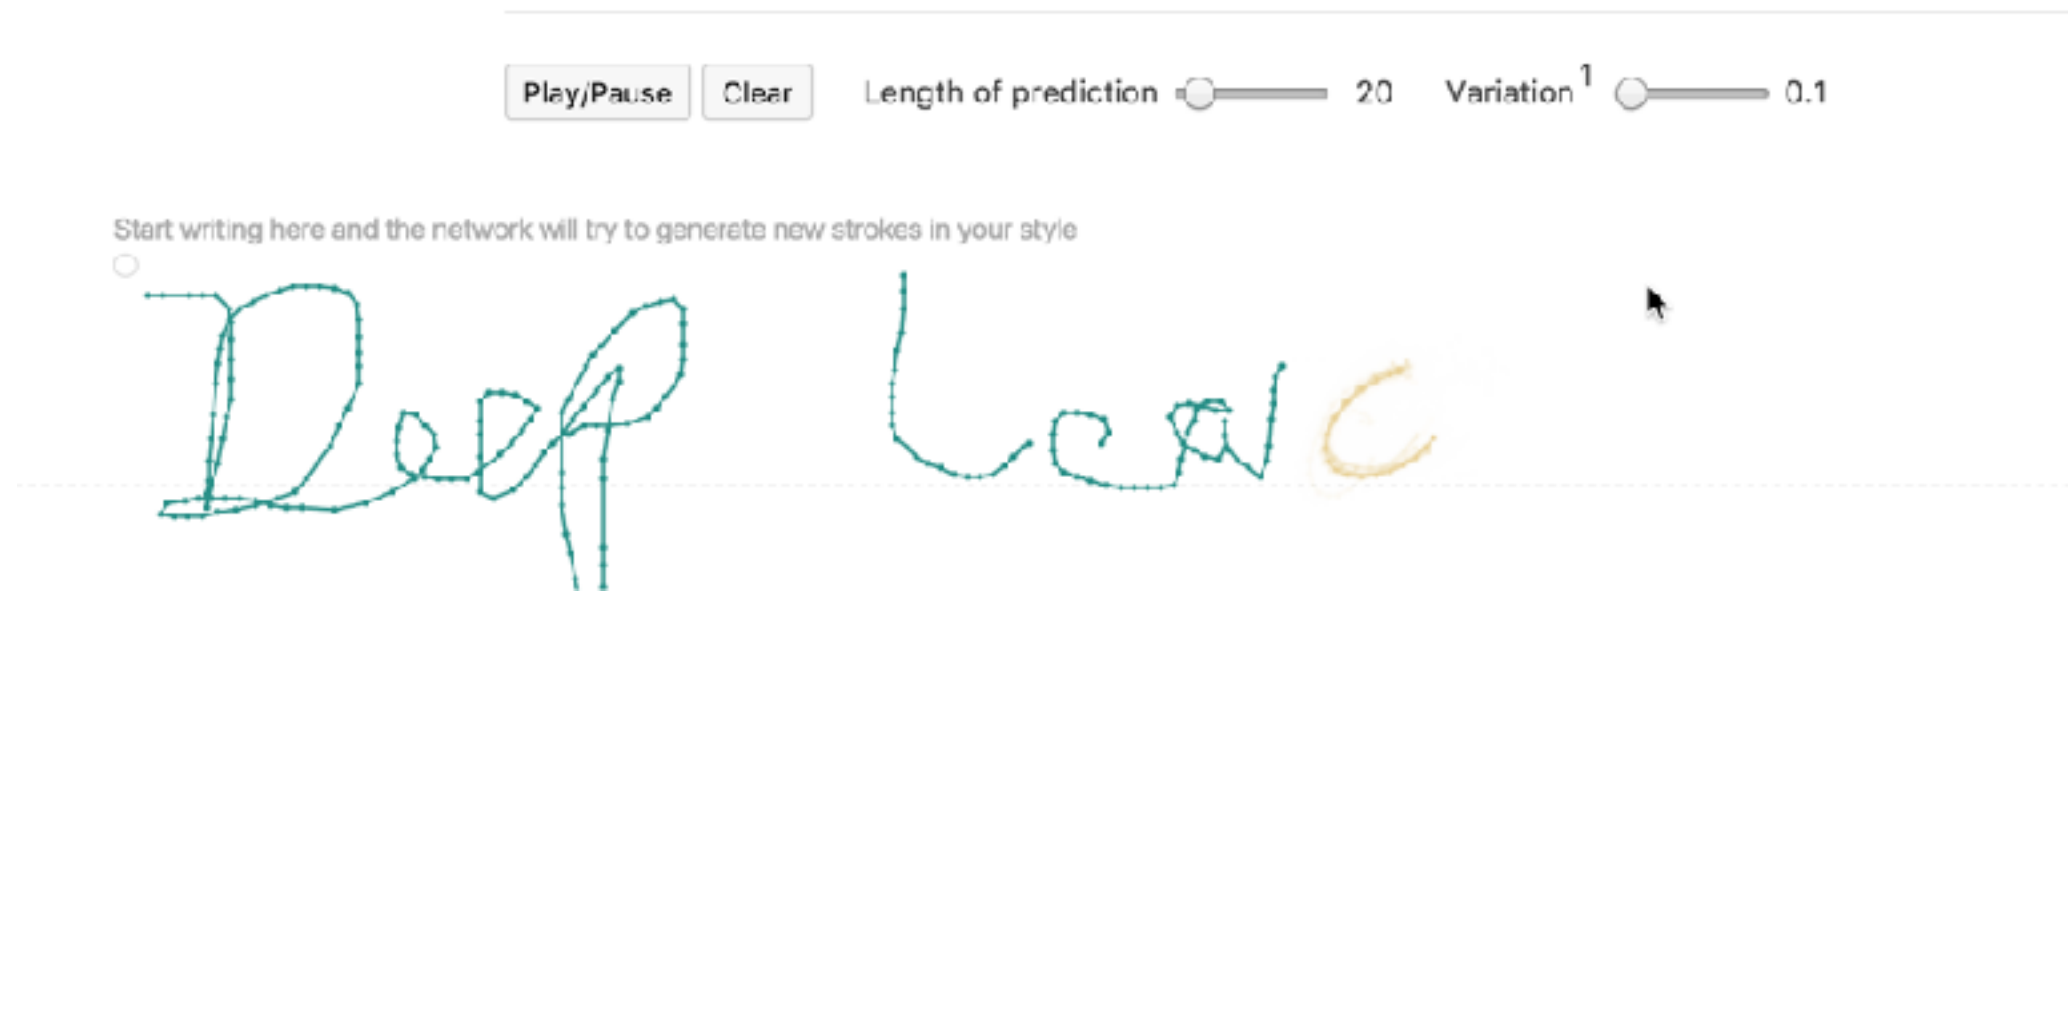 Play/Pause Clear Length of prediction 20 Variation 1 0.1
Start writing here and the network will try to generate new strokes in your style
Deep